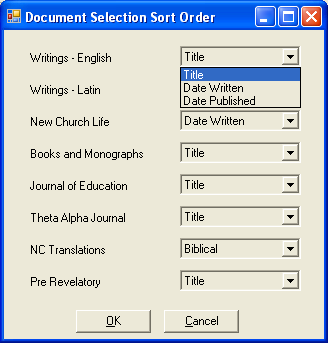 Document Selection Sort Order
Writings - English Title
Title
Writings - Latin Date Written
Date Published
New Church Life Date Written
Books and Monographs Title
Journal of Education Title
Theta Alpha Journal Title
NC Translations Biblical
Pre Revelatory Title
OK Cancel